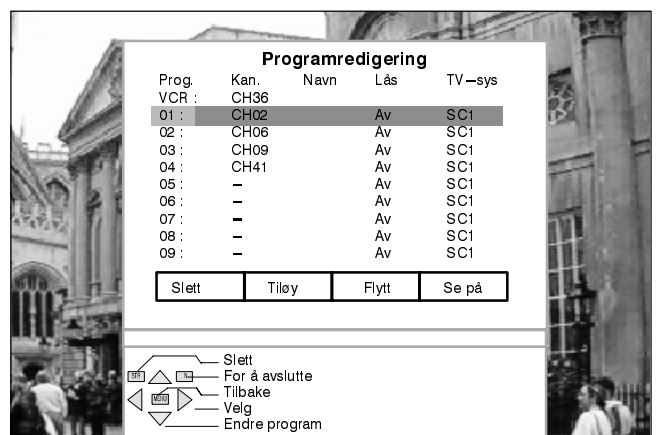 Programredigering
Prog. Kan. Navn Lås TV—sys
VCR : CH36
01 : CH02 Av SC1
02 : CH06 Av SC1
03 : CH09 Av SC1
04 : CH41 Av SC1
05 : – Av SC1
06 : – Av SC1
07 : – Av SC1
08 : – Av SC1
09 : – Av SC1
Slett Tiløy Flytt Se på
Slett
STR N For å avslutte
MENU Tilbake
Velg
Endre program